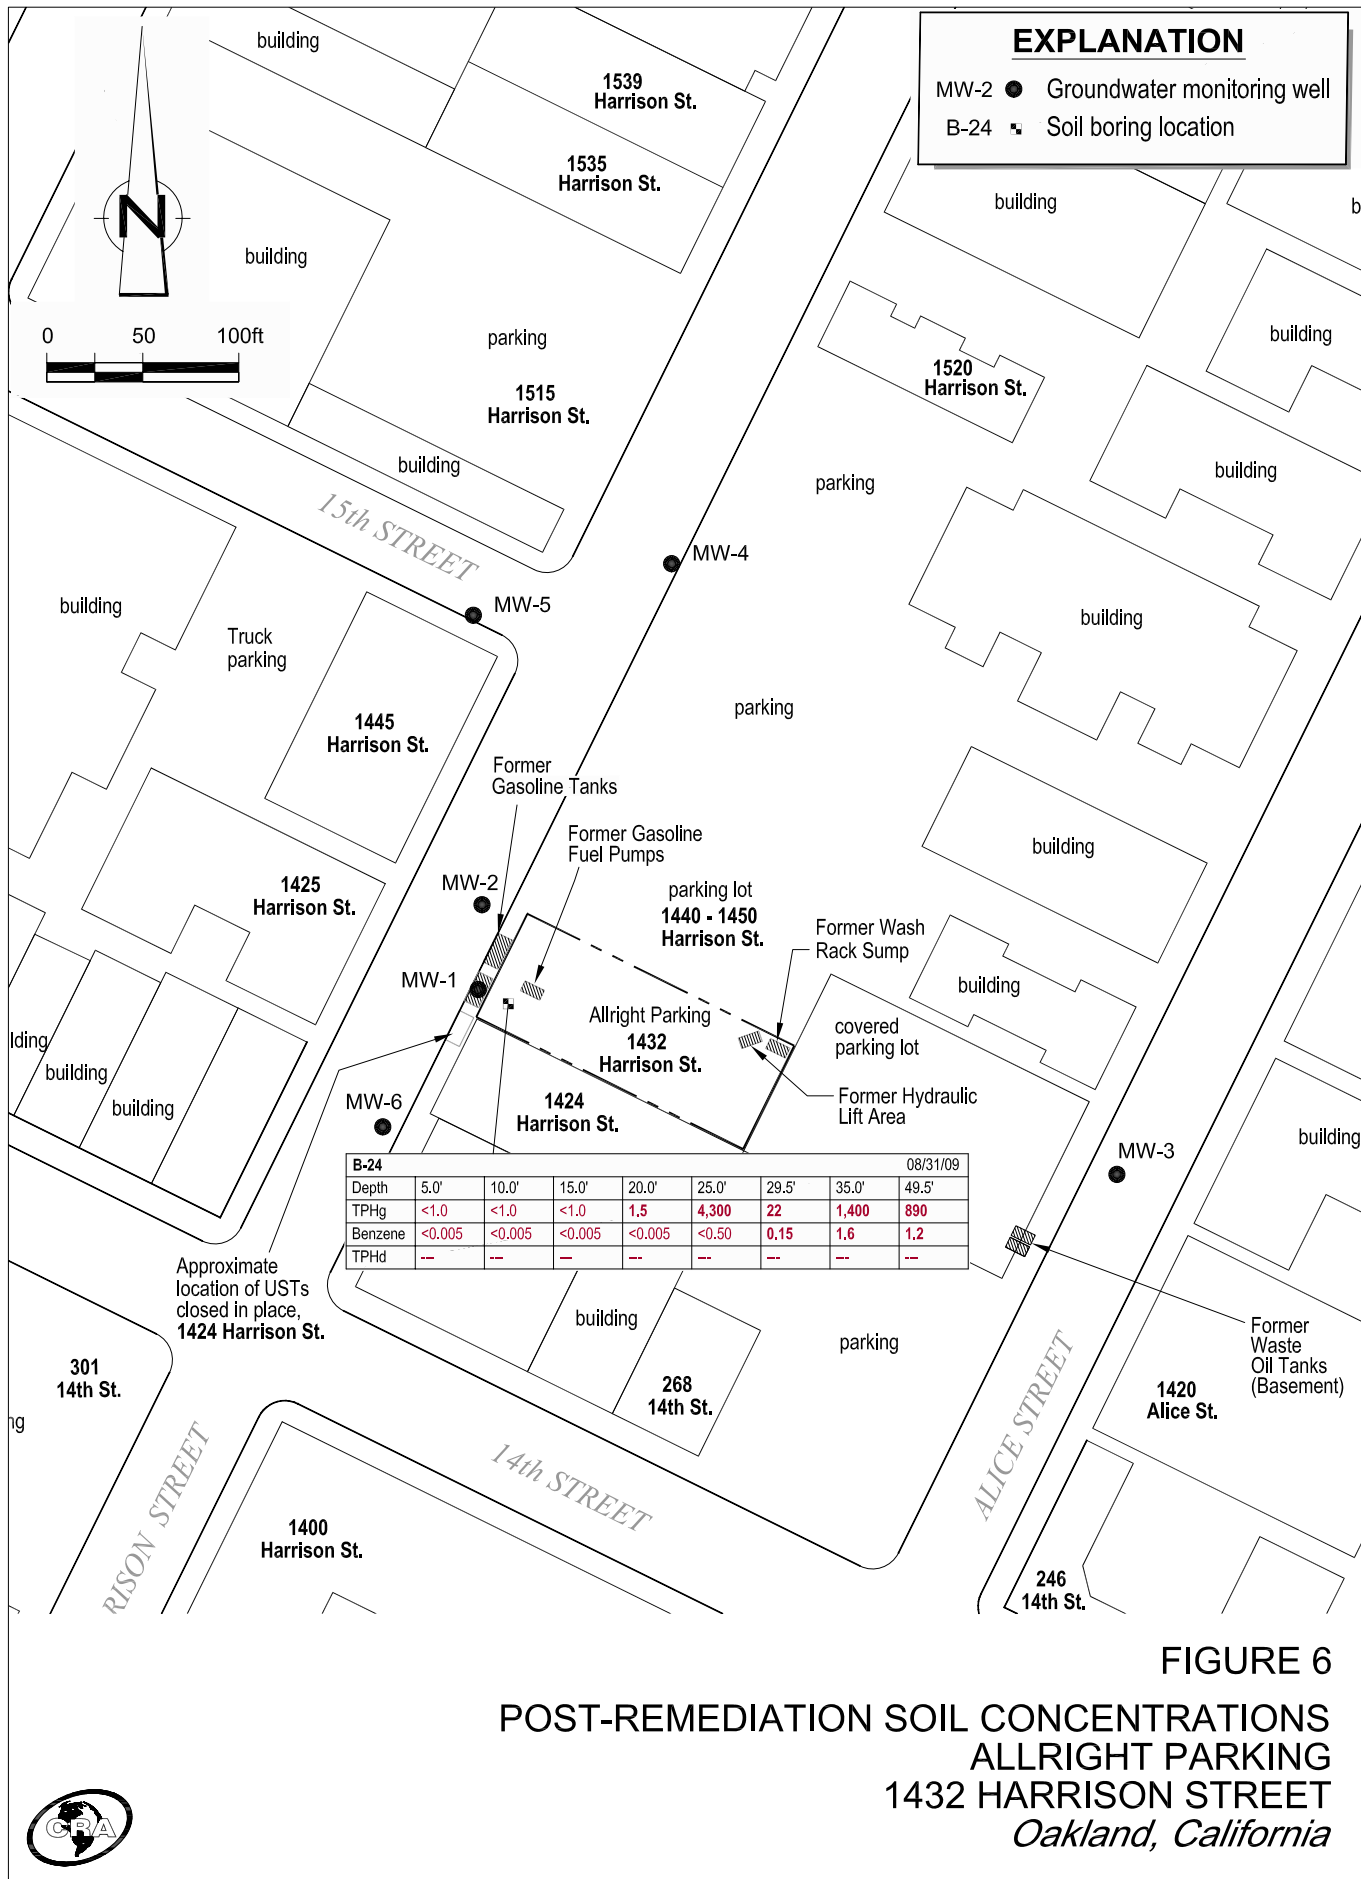 EXPLANATION
MW-2 Groundwater monitoring well
B-24 Soil boring location
N
0 50 100ft
building
1539
Harrison St.
1535
Harrison St.
building
building
b
building
parking
1515
Harrison St.
building
1520
Harrison St.
building
parking
building
15th STREET
MW-4
MW-5
building
Truck
parking
building
1445
Harrison St.
parking
Former
Gasoline Tanks
Former Gasoline
Fuel Pumps
building
1425
Harrison St.
MW-2
parking lot
1440 - 1450
Harrison St.
Former Wash
Rack Sump
MW-1
building
Allright Parking
1432
Harrison St.
covered
parking lot
lding
building
building
MW-6
1424
Harrison St.
Former Hydraulic
Lift Area
building
MW-3
B-24 08/31/09
Depth 5.0' 10.0' 15.0' 20.0' 25.0' 29.5' 35.0' 49.5'
TPHg <1.0 <1.0 <1.0 1.5 4,300 22 1,400 890
Benzene <0.005 <0.005 <0.005 <0.005 <0.50 0.15 1.6 1.2
TPHd --- --- --- --- --- --- --- ---
Approximate
location of USTs
closed in place,
1424 Harrison St.
building
parking
Former
Waste
Oil Tanks
(Basement)
301
14th St.
268
14th St.
1420
Alice St.
ng
RISON STREET
14th STREET
ALICE STREET
1400
Harrison St.
246
14th St.
FIGURE 6
POST-REMEDIATION SOIL CONCENTRATIONS
ALLRIGHT PARKING
1432 HARRISON STREET
Oakland, California
CRA